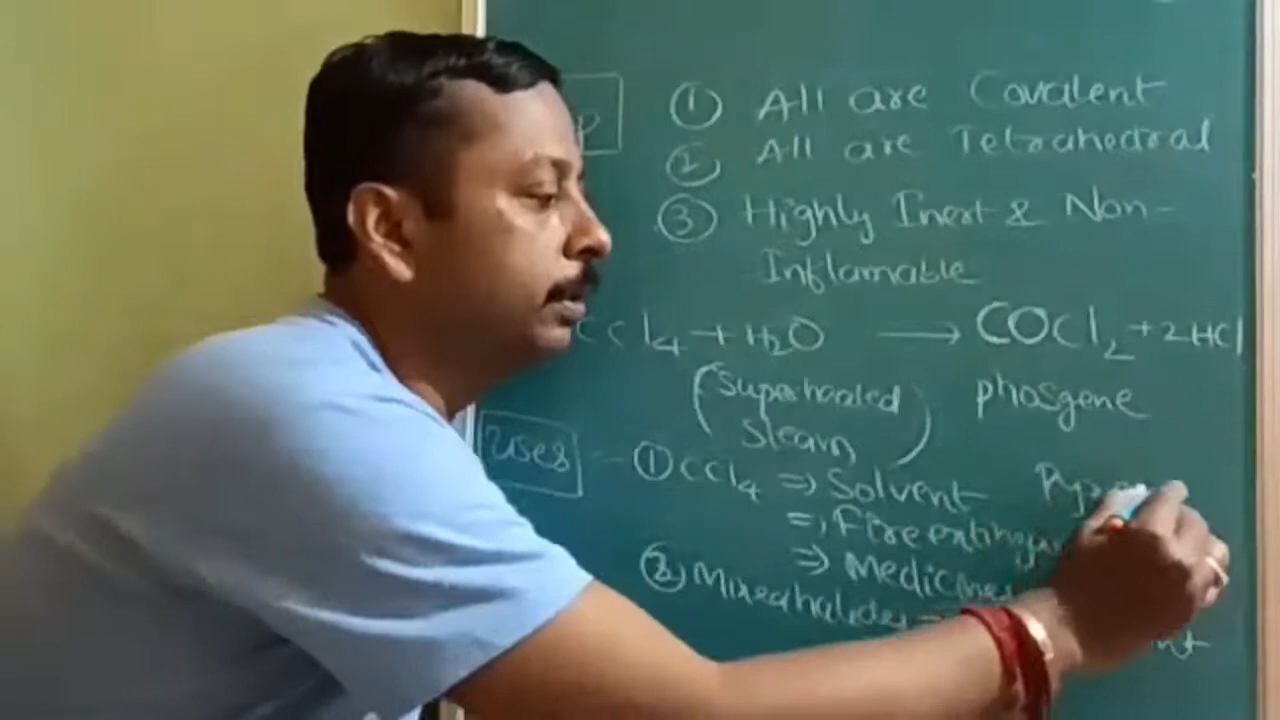 ① All are Covalent
② All are Tetrahedral
③ Highly Inert & Non-
Inflamable
CCl4 + H2O → COCl2 + 2HCl
(Superheated steam) phosgene
Uses - ① CCl4 ⇒ Solvent
⇒ Fire
⇒ Medicines
② Mixed halides